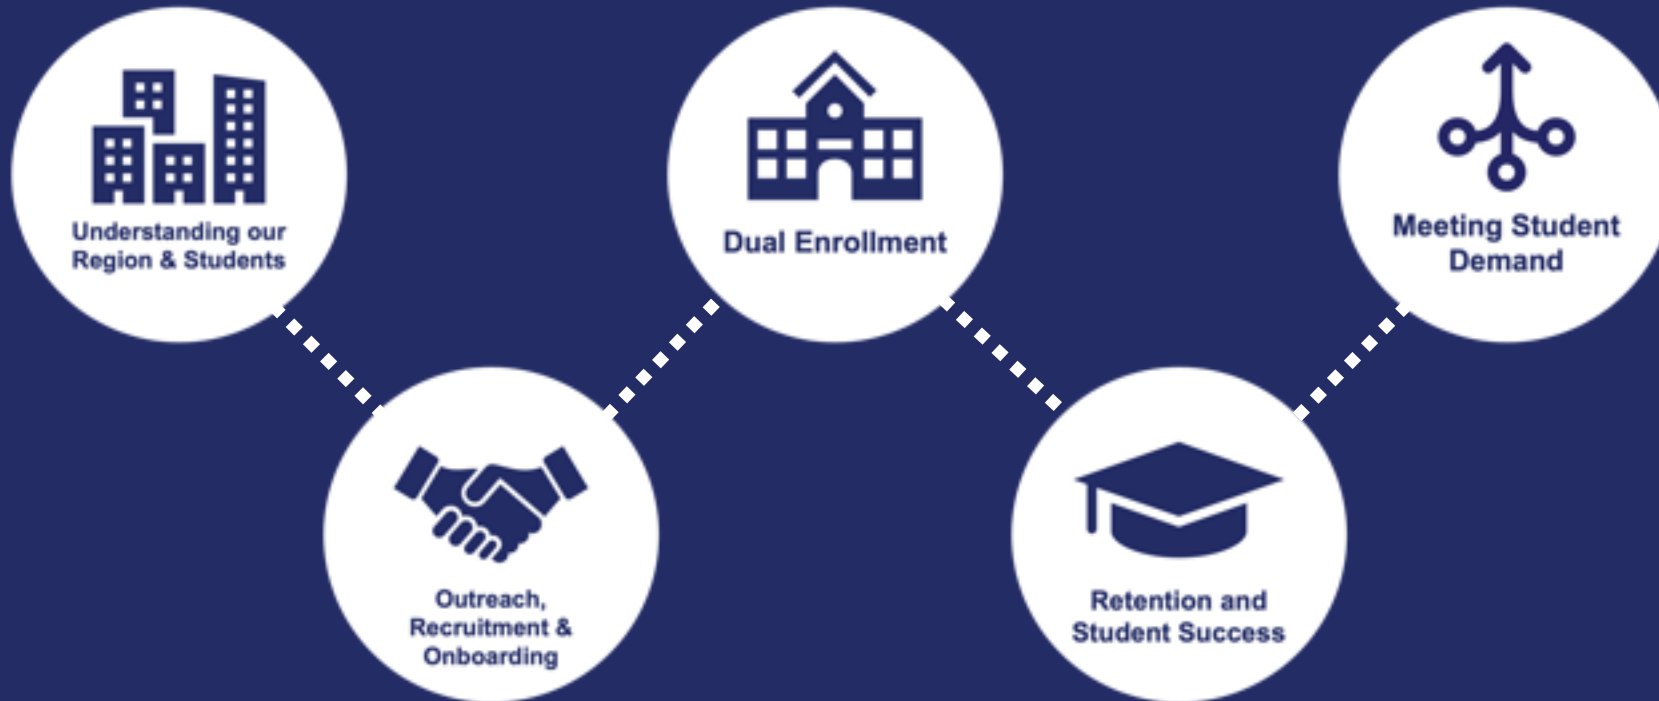 Understanding our
Region & Students
Outreach,
Recruitment &
Onboarding
Dual Enrollment
Retention and
Student Success
Meeting Student
Demand